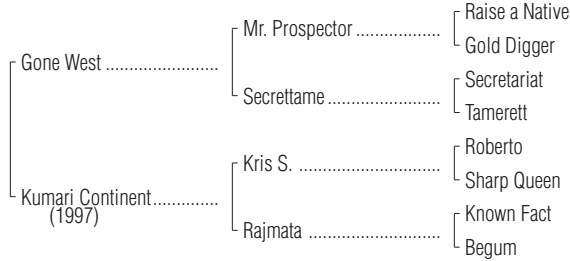 Raise a Native
Mr. Prospector ..................
Gold Digger
Gone West ........................
Secretariat
Secrettame ........................
Tamerett
Roberto
Kris S. ..............................
Sharp Queen
Kumari Continent..............
(1997)
Known Fact
Rajmata ............................
Begum